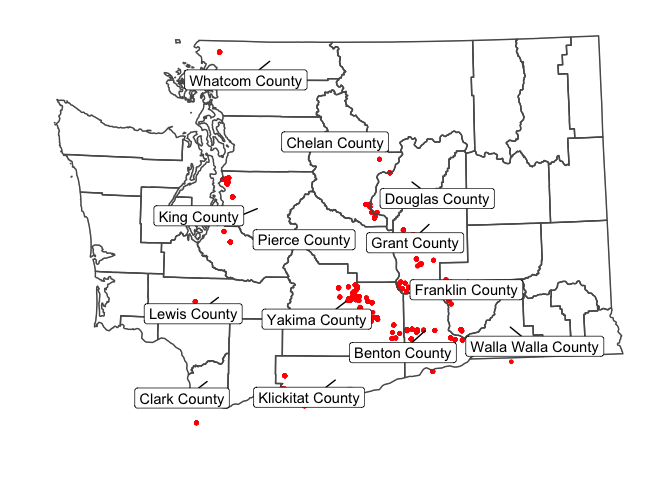 Whatcom County
Chelan County
Douglas County
King County
Pierce County
Grant County
Franklin County
Lewis County
Yakima County
Benton County
Walla Walla County
Clark County
Klickitat County